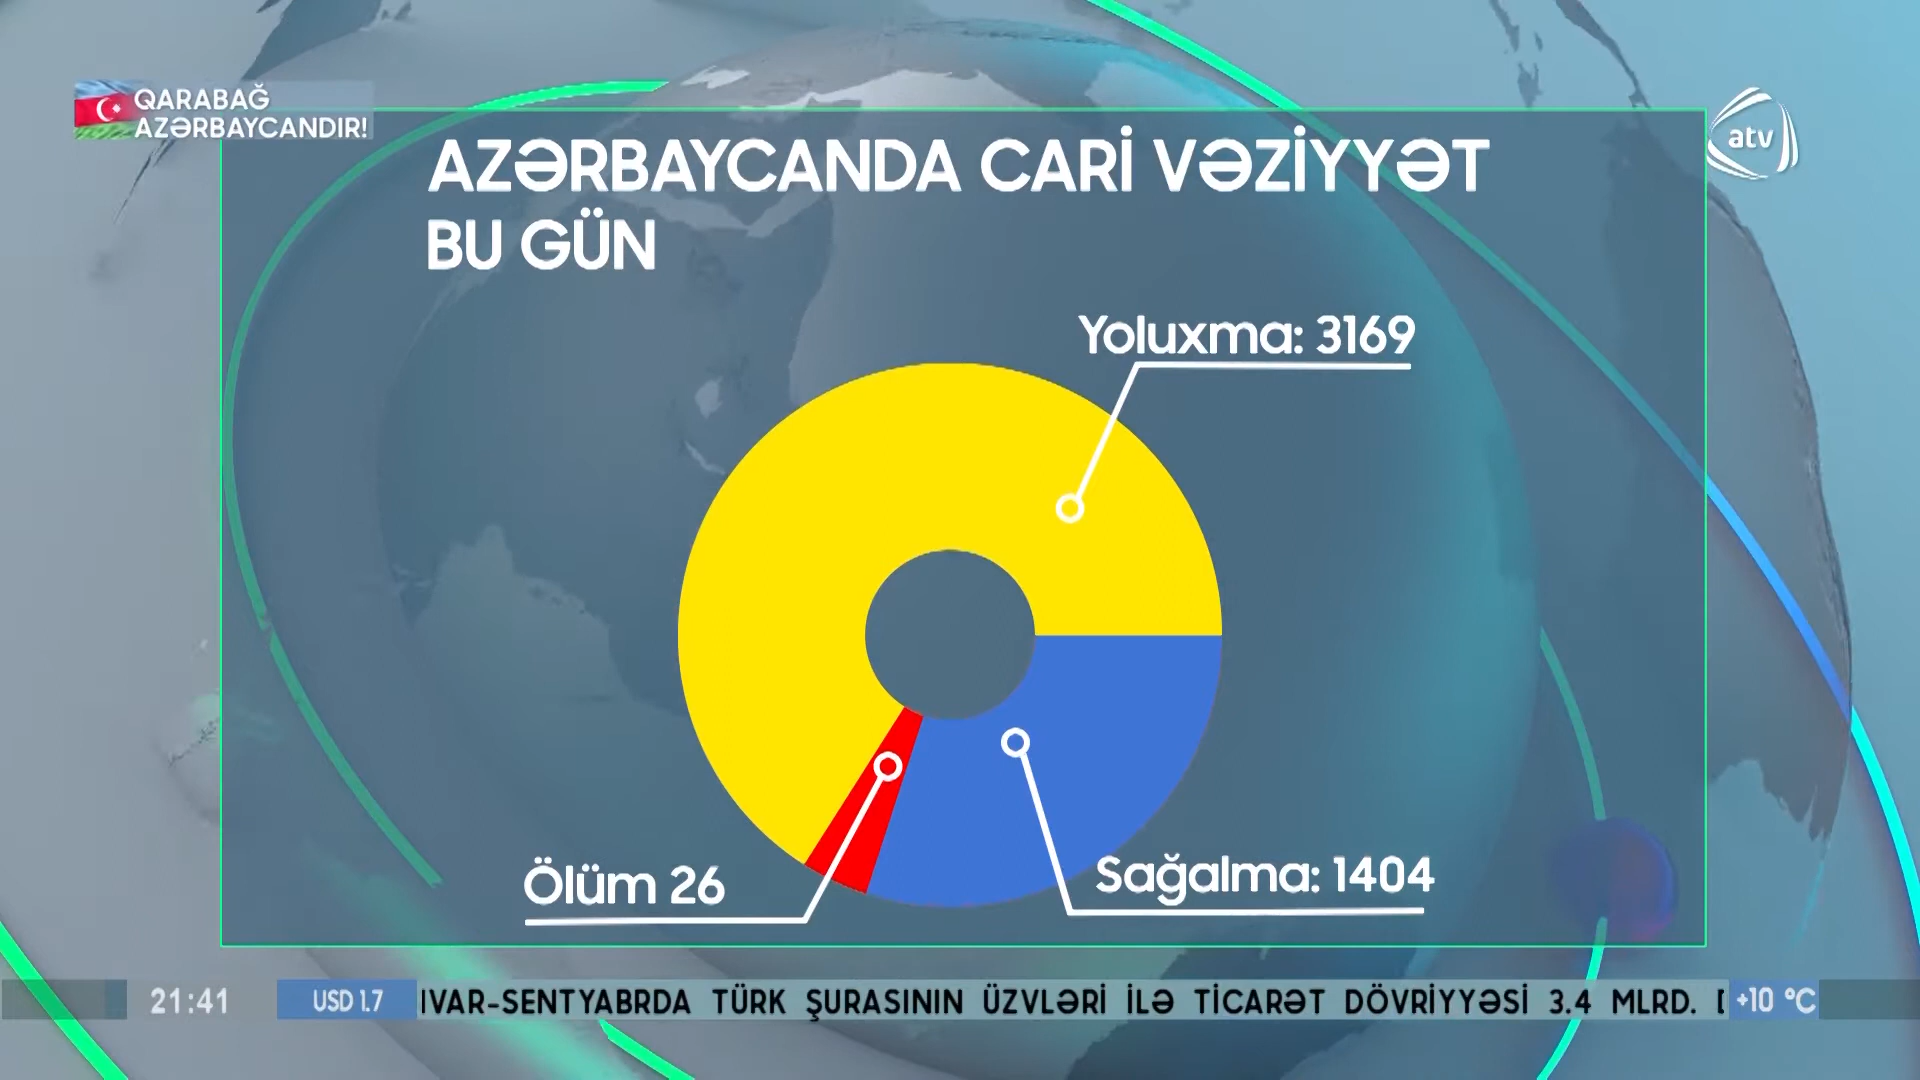 QARABAĞ
AZƏRBAYCANDIR!
atv
AZƏRBAYCANDA CARİ VƏZİYYƏT
BU GÜN
Yoluxma: 3169
Ölüm 26
Sağalma: 1404
21:41
USD 1.7
IVAR-SENTYABRDA TÜRK ŞURASININ ÜZVLƏRİ İLƏ TİCARƏT DÖVRİYYƏSİ 3.4 MLRD.
+10 °C